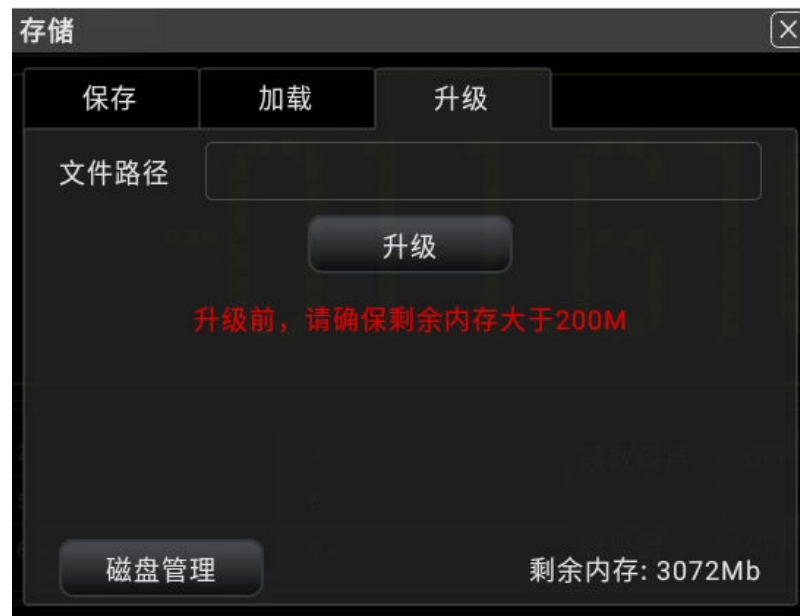 存储
保存 加载 升级
文件路径
升级
升级前，请确保剩余内存大于200M
磁盘管理 剩余内存: 3072Mb